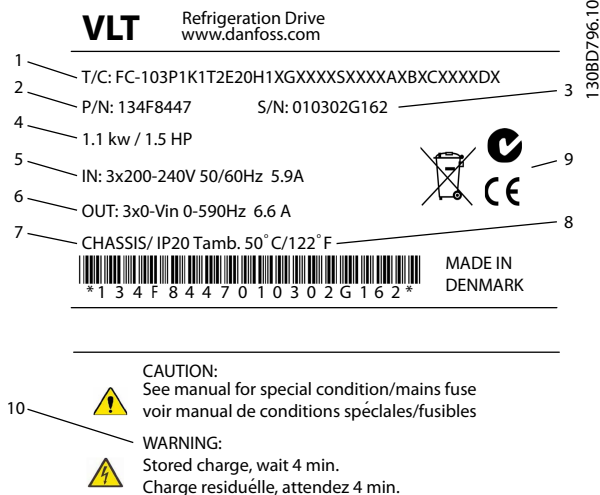 VLT
Refrigeration Drive
www.danfoss.com
130BD796.10
1
T/C: FC-103P1K1T2E20H1XGXXXXSXXXXAXBXCXXXXDX
2
P/N: 134F8447 S/N: 010302G162
3
4
1.1 kw / 1.5 HP
5
IN: 3x200-240V 50/60Hz 5.9A
9
CE
6
OUT: 3x0-Vin 0-590Hz 6.6 A
7
CHASSIS/ IP20 Tamb. 50°C/122°F
8
*134F8447010302G162*
MADE IN
DENMARK
CAUTION:
See manual for special condition/mains fuse
voir manual de conditions spéclales/fusibles
10
WARNING:
Stored charge, wait 4 min.
Charge residuélle, attendez 4 min.